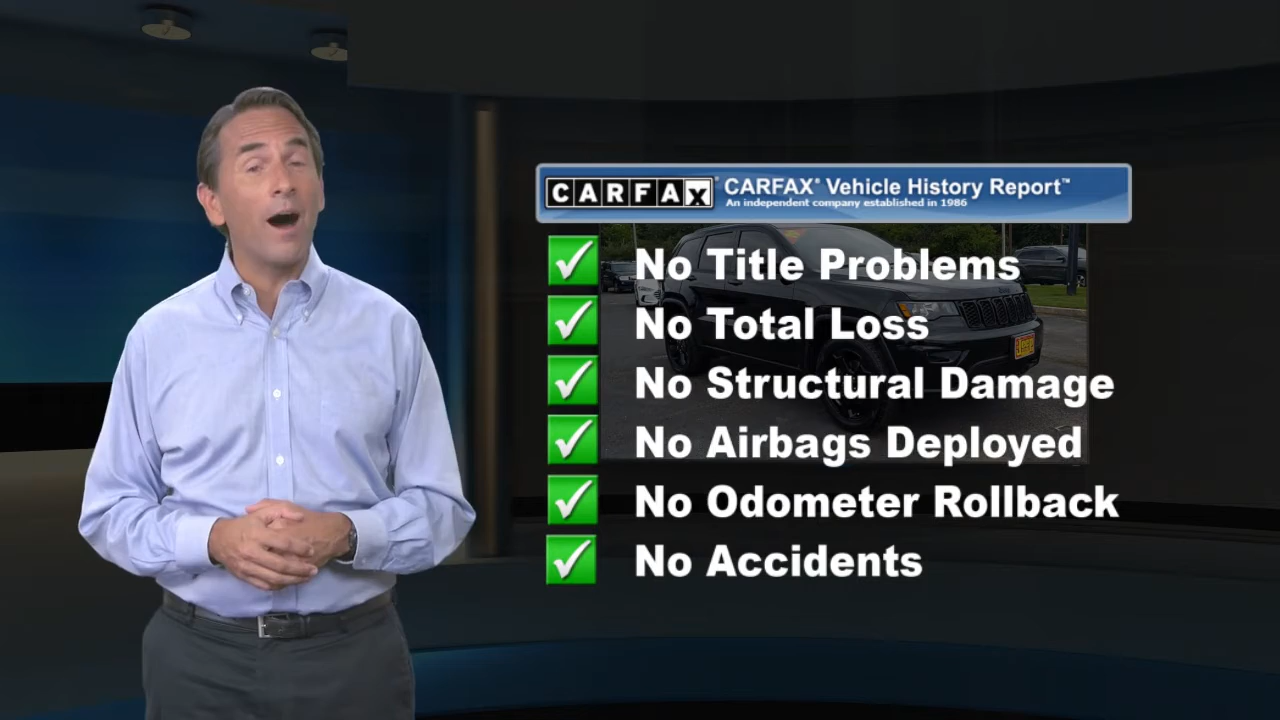 CARFAX® CARFAX® Vehicle History Report™
An independent company established in 1986
No Title Problems
No Total Loss
No Structural Damage
No Airbags Deployed
No Odometer Rollback
No Accidents